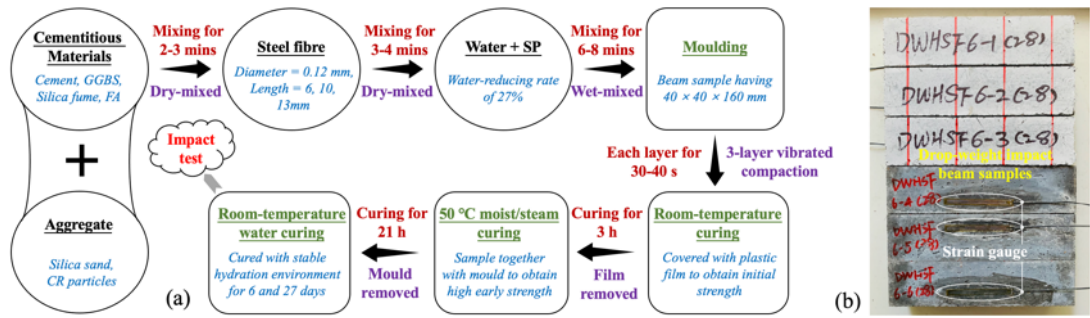 Cementitious
Materials
Cement, GGBS,
Silica fume, FA
Mixing for
2-3 mins
Dry-mixed
Steel fibre
Diameter = 0.12 mm,
Length = 6, 10,
13mm
Mixing for
3-4 mins
Dry-mixed
Water + SP
Water-reducing rate
of 27%
Mixing for
6-8 mins
Wet-mixed
Moulding
Beam sample having
40 × 40 × 160 mm
+
Aggregate
Silica sand,
CR particles
Impact
test
Each layer for
30-40 s
3-layer vibrated
compaction
Room-temperature
curing
Covered with plastic
film to obtain initial
strength
Curing for
3 h
Film
removed
50 °C moist/steam
curing
Sample together
with mould to obtain
high early strength
Curing for
21 h
Mould
removed
Room-temperature
water curing
Cured with stable
hydration environment
for 6 and 27 days
(a)
DWHSF6-1(28)
DWHSF6-2(28)
DWHSF6-3(28)
Drop-weight impact
beam samples
DWHSF
6-4(28)
DWHSF
6-5(28)
Strain gauge
DWHSF
6-6(28)
(b)